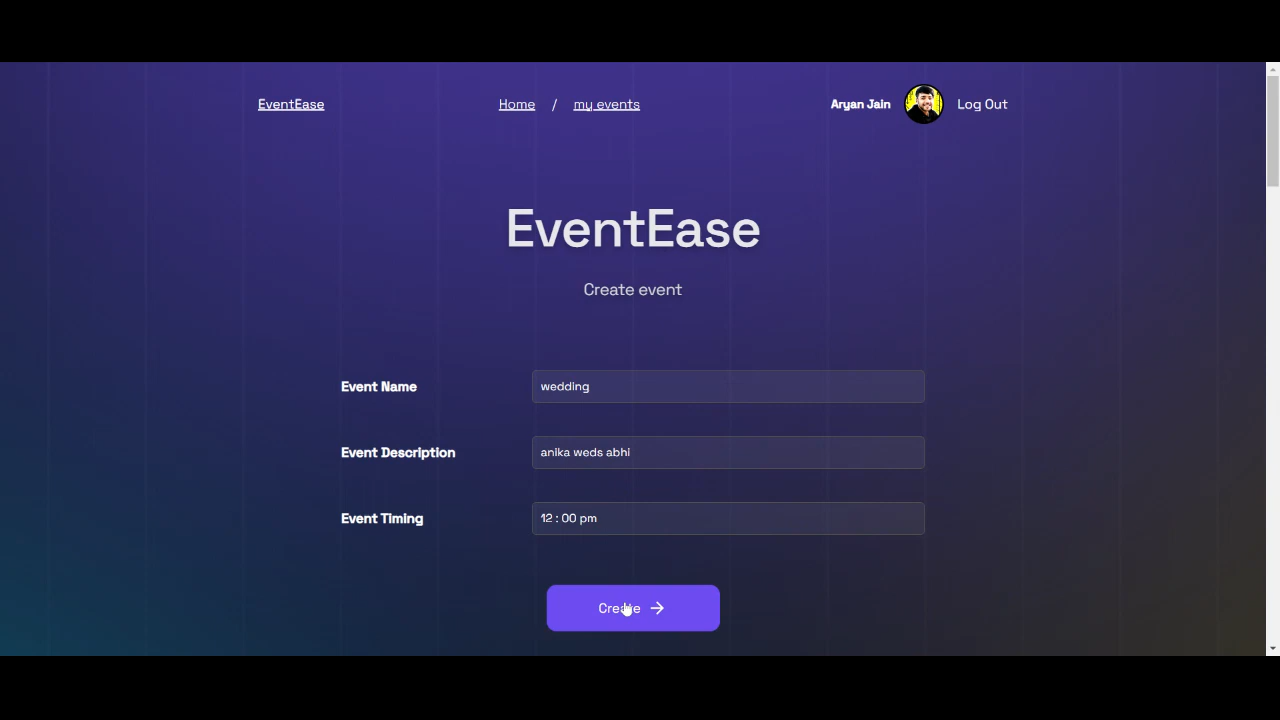 EventEase Home / my events Aryan Jain Log Out
EventEase
Create event
Event Name wedding
Event Description anika weds abhi
Event Timing 12 : 00 pm
Create →